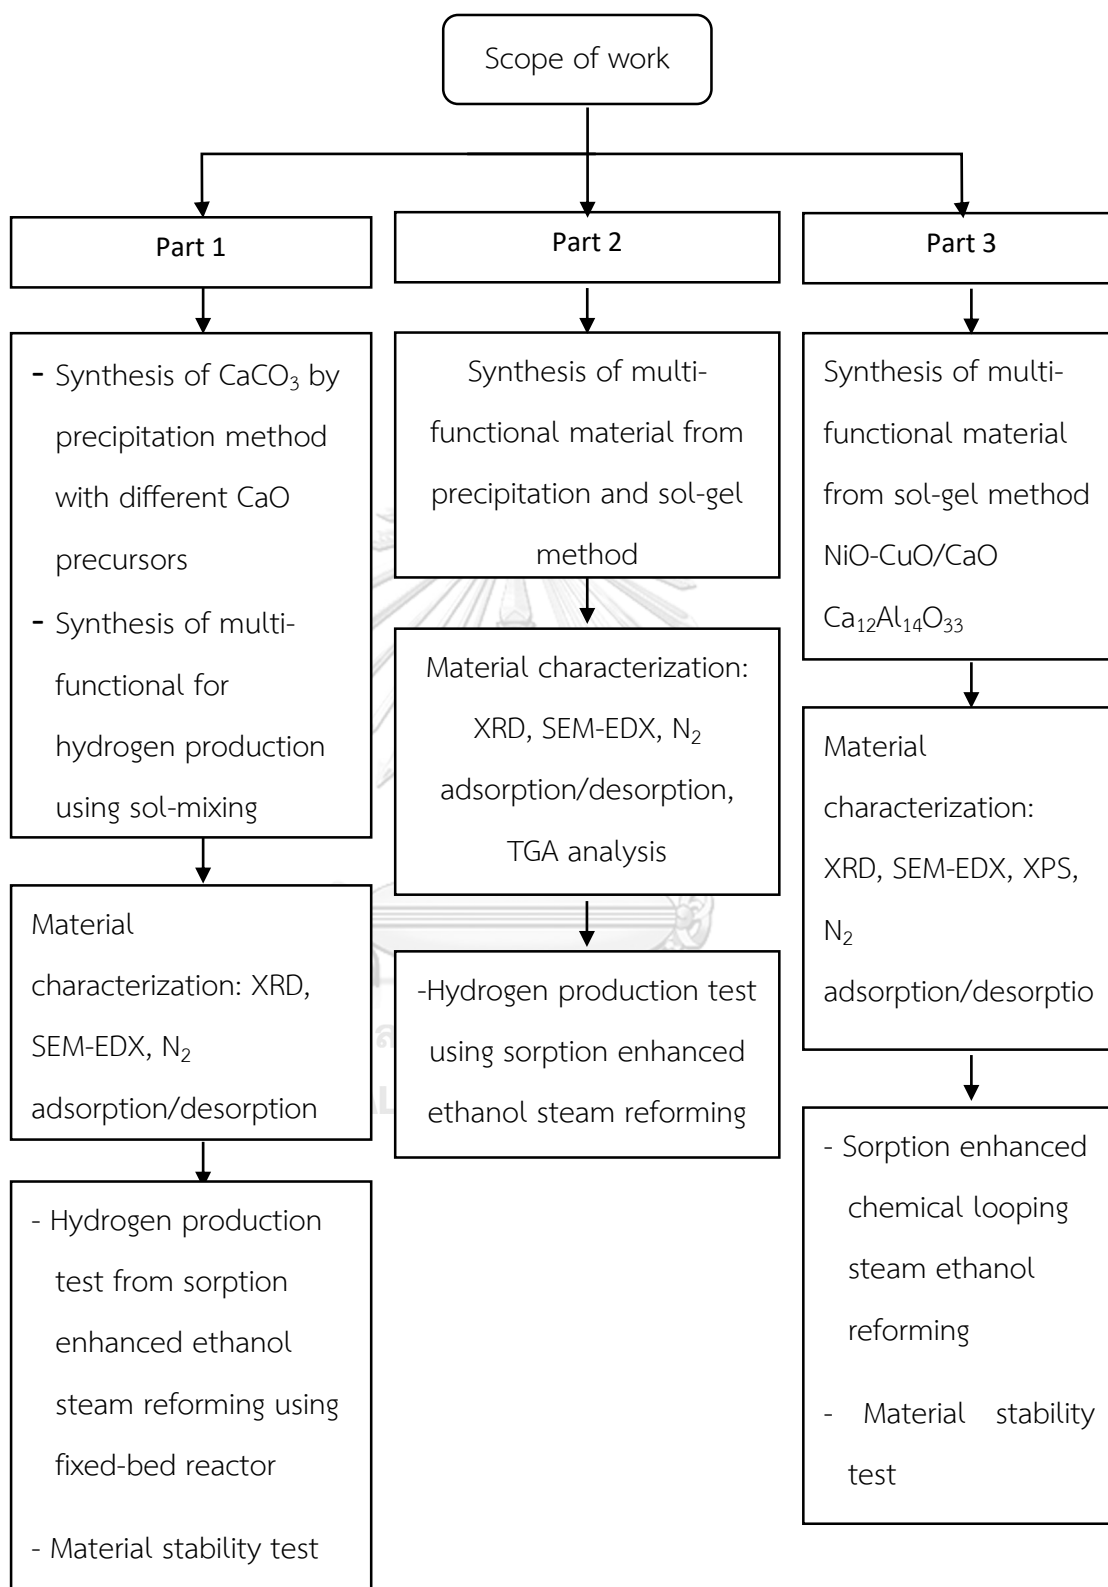 Scope of work
Part 1
- Synthesis of CaCO₃ by
precipitation method
with different CaO
precursors
- Synthesis of multi-
functional for
hydrogen production
using sol-mixing
Material
characterization: XRD,
SEM-EDX, N₂
adsorption/desorption
- Hydrogen production
test from sorption
enhanced ethanol
steam reforming using
fixed-bed reactor
- Material stability test
Part 2
Synthesis of multi-
functional material from
precipitation and sol-gel
method
Material characterization:
XRD, SEM-EDX, N₂
adsorption/desorption,
TGA analysis
-Hydrogen production test
using sorption enhanced
ethanol steam reforming
Part 3
Synthesis of multi-
functional material
from sol-gel method
NiO-CuO/CaO
Ca₁₂Al₁₄O₃₃
Material
characterization:
XRD, SEM-EDX, XPS,
N₂
adsorption/desorptio
- Sorption enhanced
chemical looping
steam ethanol
reforming
- Material stability
test